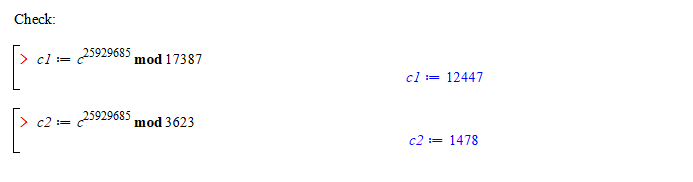 Check:
> c1 := c^25929685 mod 17387
c1 := 12447
> c2 := c^25929685 mod 3623
c2 := 1478